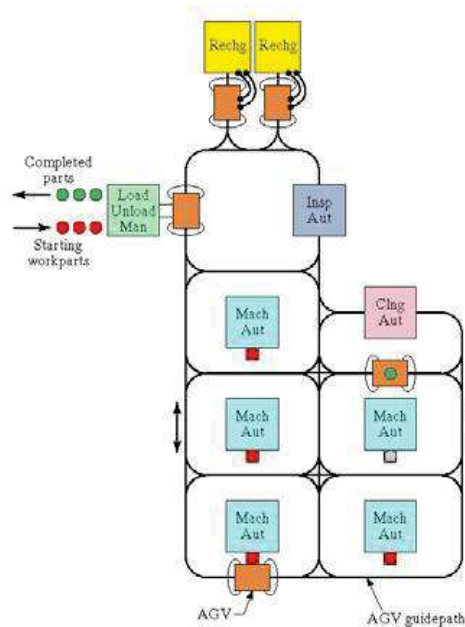 Rechg
Rechg
Completed
parts
Load
Unload
Man
Starting
workparts
Insp
Aut
Clng
Aut
Mach
Aut
Mach
Aut
Mach
Aut
Mach
Aut
Mach
Aut
AGV
AGV guidepath